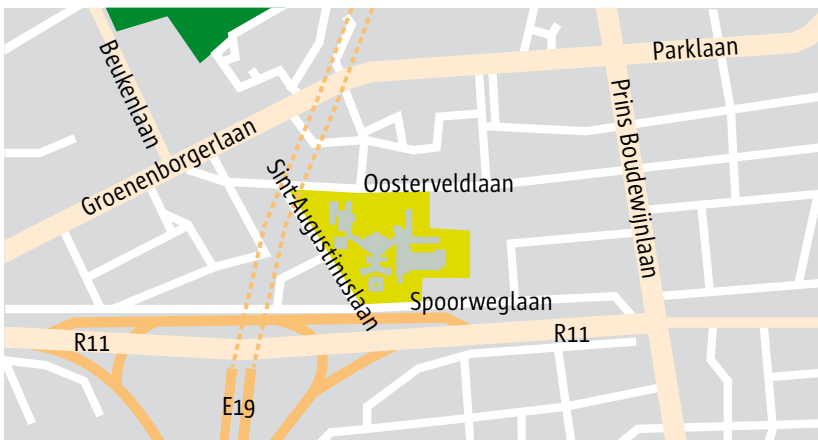 Beukenlaan
Parklaan
Groenenborgerlaan
Prins Boudewijnlaan
Sint-Augustinuslaan
Oosterveldlaan
Spoorweglaan
R11
R11
E19